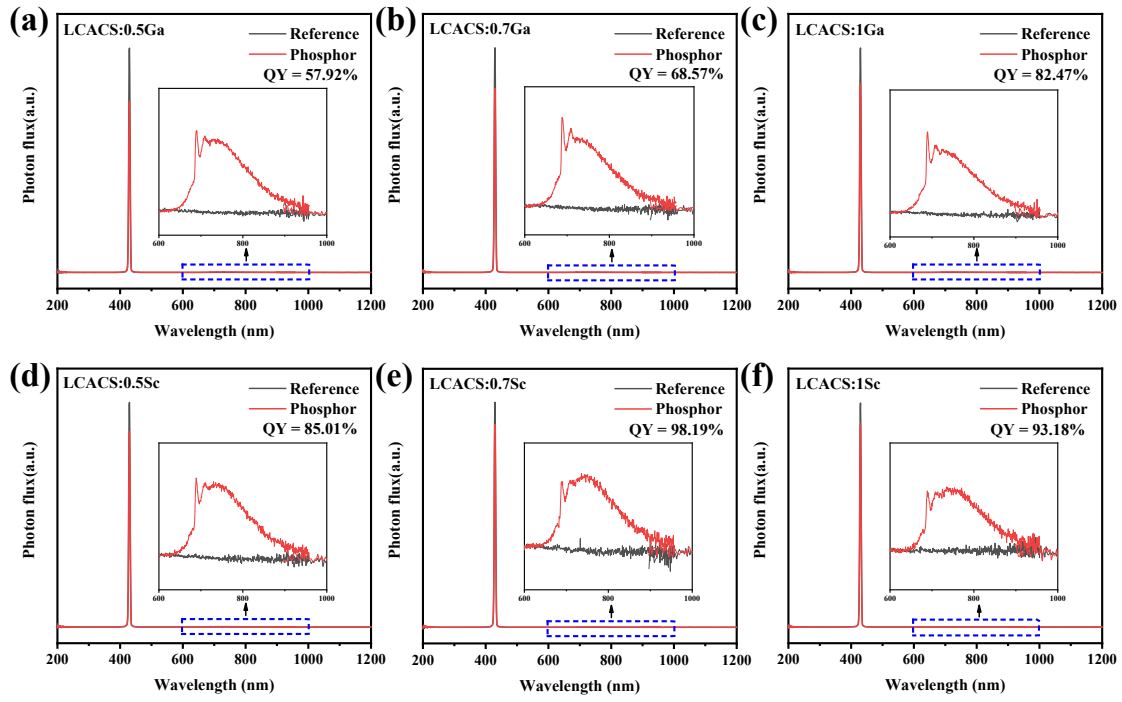 (a)
LCACS:0.5Ga
Reference
Phosphor
QY = 57.92%
Photon flux(a.u.)
600
800
1000
200
400
600
800
1000
1200
Wavelength (nm)
(b)
LCACS:0.7Ga
Reference
Phosphor
QY = 68.57%
Photon flux(a.u.)
600
800
1000
200
400
600
800
1000
1200
Wavelength (nm)
(c)
LCACS:1Ga
Reference
Phosphor
QY = 82.47%
Photon flux(a.u.)
600
800
1000
200
400
600
800
1000
1200
Wavelength (nm)
(d)
LCACS:0.5Sc
Reference
Phosphor
QY = 85.01%
Photon flux(a.u.)
600
800
1000
200
400
600
800
1000
1200
Wavelength (nm)
(e)
LCACS:0.7Sc
Reference
Phosphor
QY = 98.19%
Photon flux(a.u.)
600
800
1000
200
400
600
800
1000
1200
Wavelength (nm)
(f)
LCACS:1Sc
Reference
Phosphor
QY = 93.18%
Photon flux(a.u.)
600
800
1000
200
400
600
800
1000
1200
Wavelength (nm)